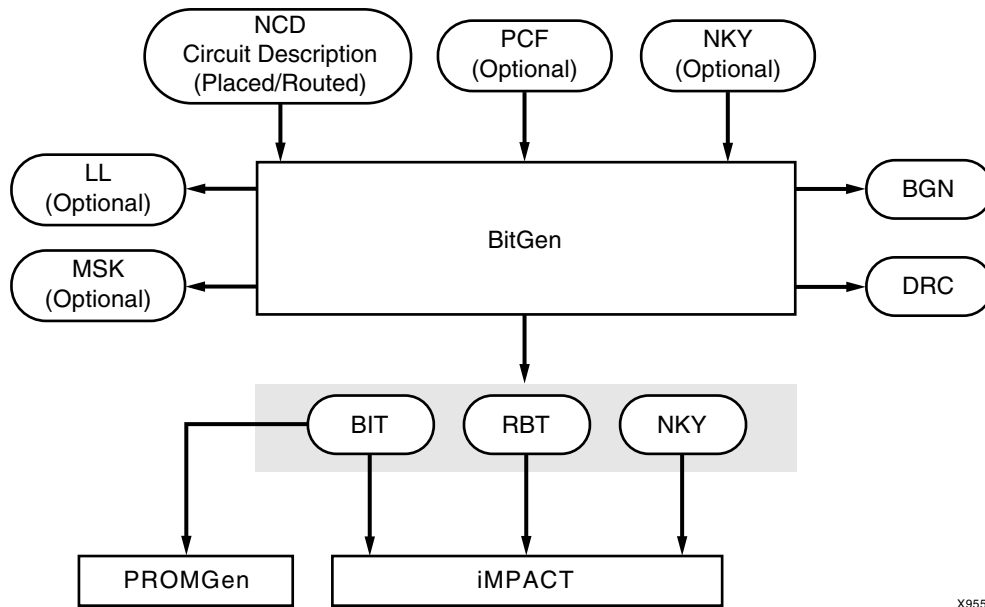 NCD
Circuit Description
(Placed/Routed)
PCF
(Optional)
NKY
(Optional)
LL
(Optional)
MSK
(Optional)
BitGen
BGN
DRC
BIT
RBT
NKY
PROMGen
iMPACT
X955